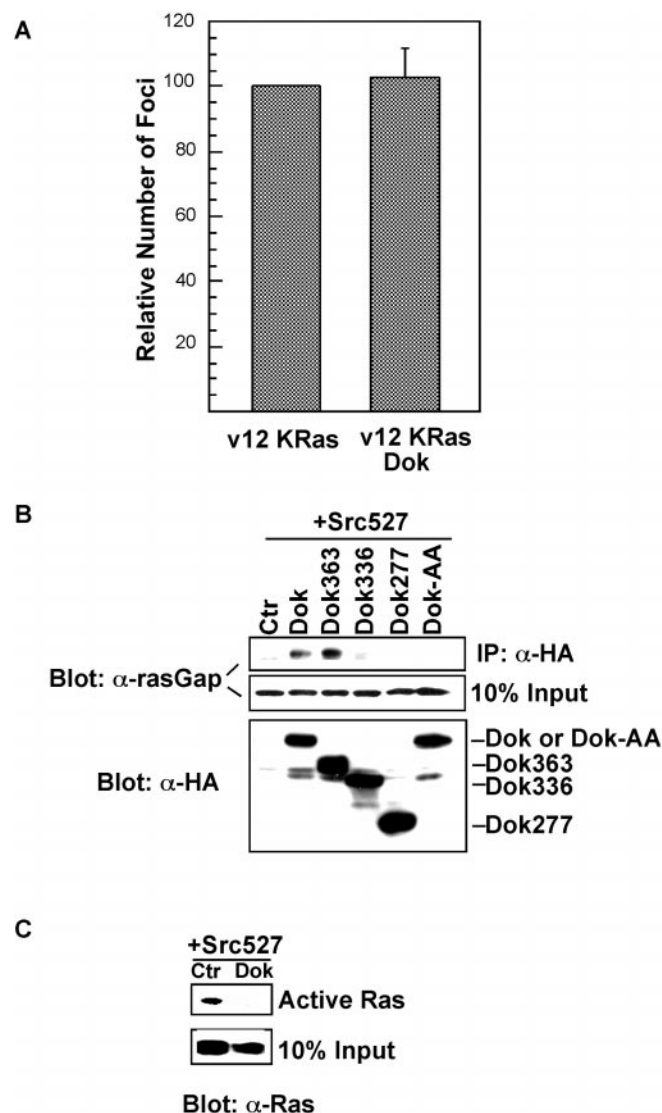 A
Relative Number of Foci
120
100
80
60
40
20
v12 KRas
v12 KRas
Dok
B
+Src527
Ctr
Dok
Dok363
Dok336
Dok277
Dok-AA
IP: α-HA
Blot: α-rasGap
10% Input
–Dok or Dok-AA
–Dok363
Blot: α-HA
–Dok336
–Dok277
C
+Src527
Ctr Dok
Active Ras
10% Input
Blot: α-Ras